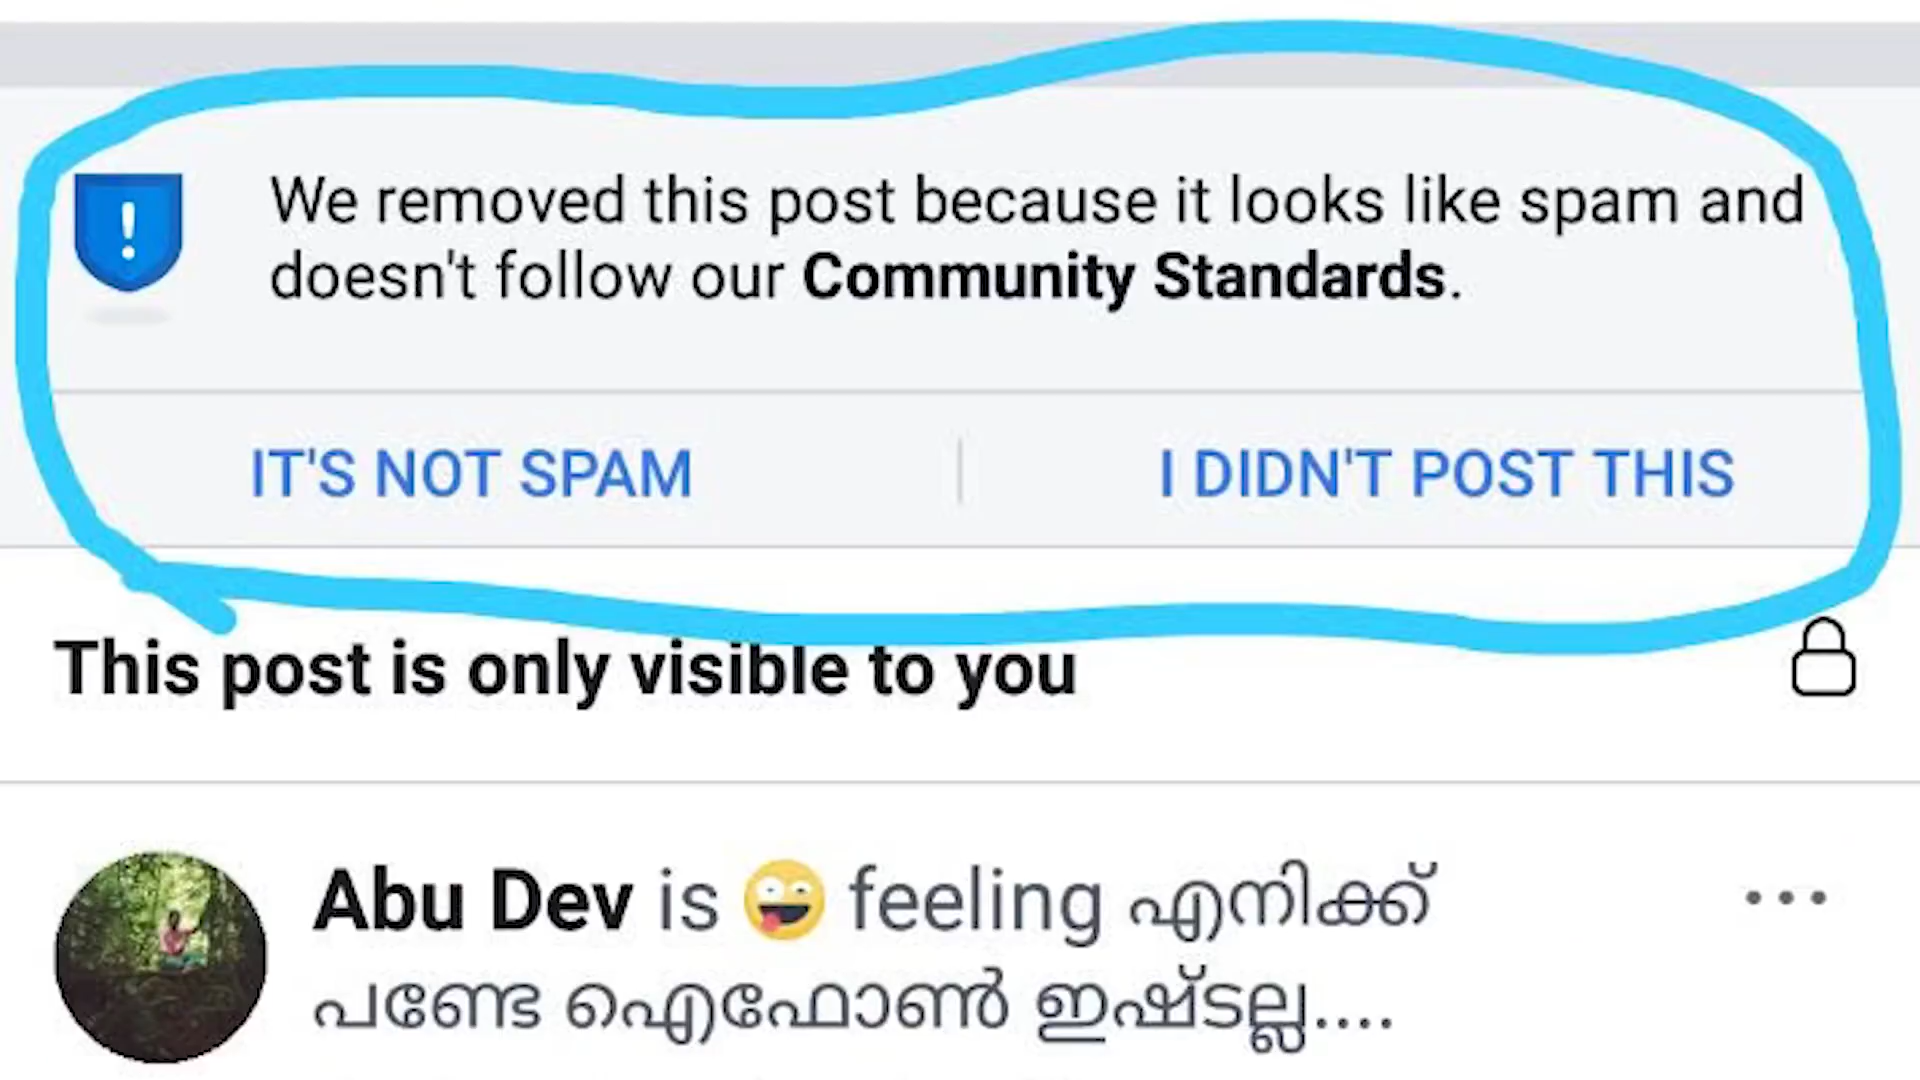 We removed this post because it looks like spam and
doesn't follow our Community Standards.
IT'S NOT SPAM
I DIDN'T POST THIS
This post is only visible to you
Abu Dev is 🤪 feeling എനിക്ക്
പണ്ടേ ഐഫോൺ ഇഷ്ടല്ല....